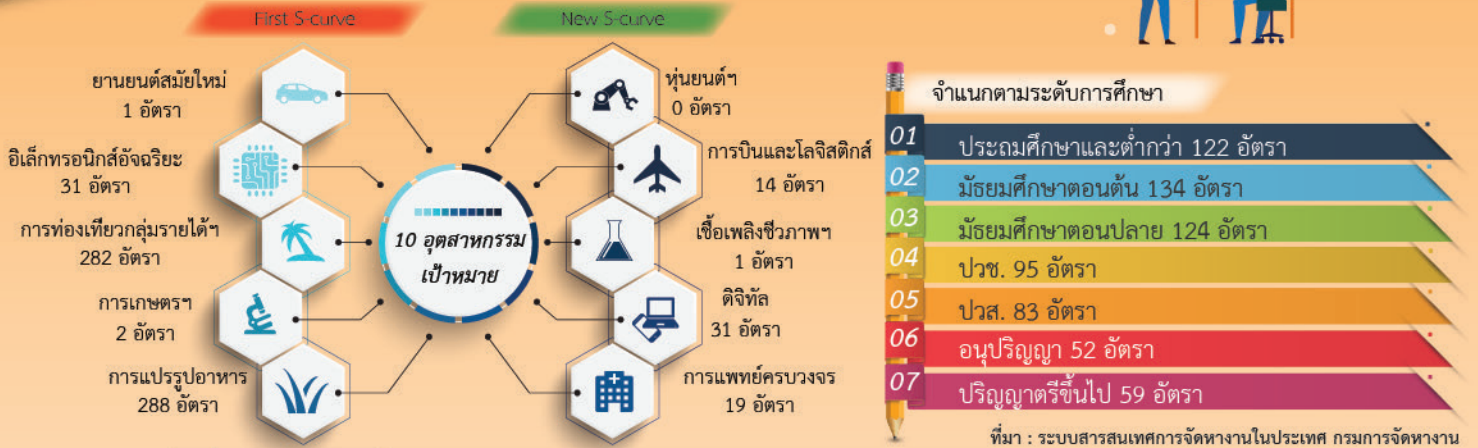 First S-curve
New S-curve
ยานยนต์สมัยใหม่
1 อัตรา
อิเล็กทรอนิกส์อัจฉริยะ
31 อัตรา
การท่องเที่ยวกลุ่มรายได้ฯ
282 อัตรา
การเกษตรฯ
2 อัตรา
การแปรรูปอาหาร
288 อัตรา
10 อุตสาหกรรม
เป้าหมาย
หุ่นยนต์ฯ
0 อัตรา
การบินและโลจิสติกส์
14 อัตรา
เชื้อเพลิงชีวภาพฯ
1 อัตรา
ดิจิทัล
31 อัตรา
การแพทย์ครบวงจร
19 อัตรา
จำแนกตามระดับการศึกษา
01 ประถมศึกษาและต่ำกว่า 122 อัตรา
02 มัธยมศึกษาตอนต้น 134 อัตรา
03 มัธยมศึกษาตอนปลาย 124 อัตรา
04 ปวช. 95 อัตรา
05 ปวส. 83 อัตรา
06 อนุปริญญา 52 อัตรา
07 ปริญญาตรีขึ้นไป 59 อัตรา
ที่มา : ระบบสารสนเทศการจัดหางานในประเทศ กรมการจัดหางาน